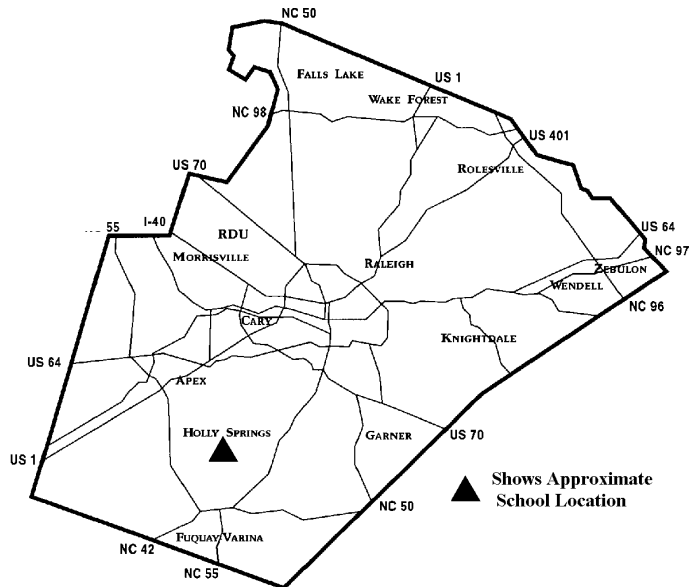 NC 50
FALLS LAKE
US 1
WAKE FOREST
NC 98
US 401
US 70
ROLESVILLE
55
I-40
RDU
US 64
MORRISVILLE
RALEIGH
NC 97
ZEBULON
WENDELL
NC 96
CARY
KNIGHTDALE
US 64
APEX
HOLLY SPRINGS
GARNER
US 70
US 1
Shows Approximate
School Location
NC 50
FUQUAY VARINA
NC 42
NC 55